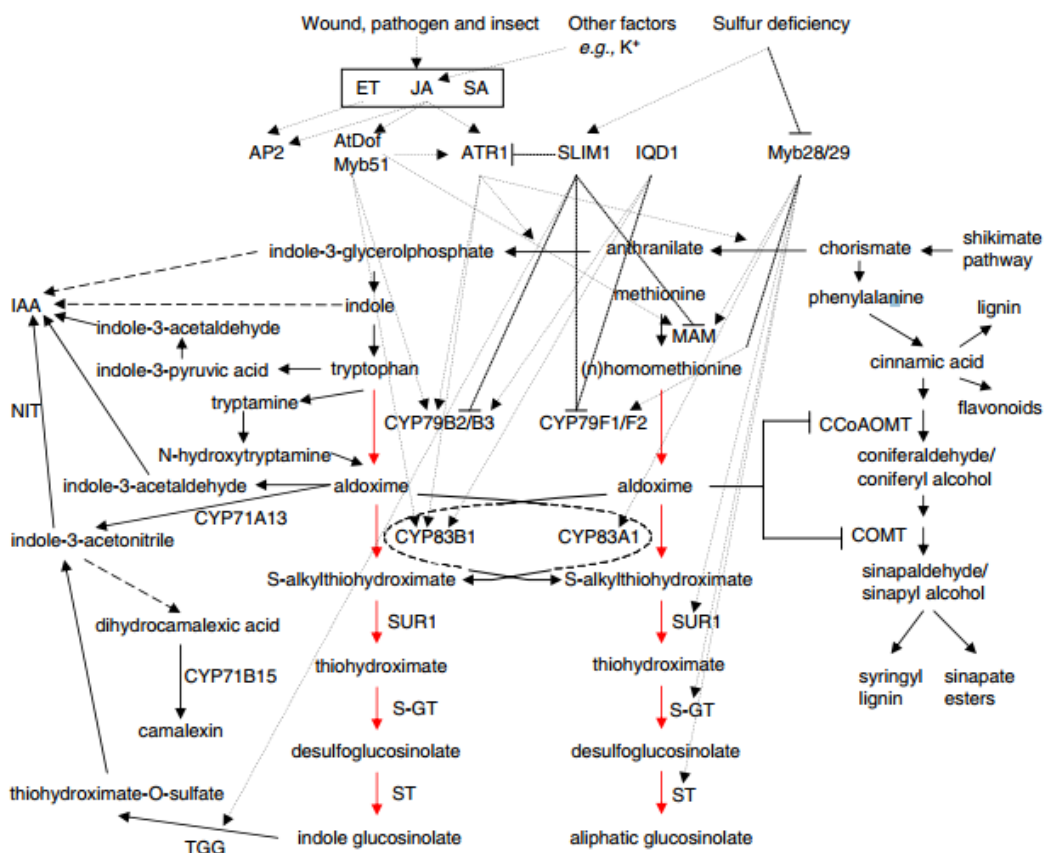 Wound, pathogen and insect
Other factors
e.g., K+
Sulfur deficiency
ET JA SA
AP2
AtDof
Myb51
ATR1
SLIM1
IQD1
Myb28/29
indole-3-glycerolphosphate
anthranilate
chorismate
shikimate
pathway
IAA
indole
methionine
phenylalanine
lignin
indole-3-acetaldehyde
MAM
indole-3-pyruvic acid
tryptophan
(n)homomethionine
cinnamic acid
NIT
tryptamine
CYP79B2/B3
CYP79F1/F2
CCoAOMT
flavonoids
N-hydroxytryptamine
coniferaldehyde/
coniferyl alcohol
indole-3-acetaldehyde
aldoxime
aldoxime
CYP71A13
indole-3-acetonitrile
CYP83B1
CYP83A1
COMT
S-alkylthiohydroximate
S-alkylthiohydroximate
sinapaldehyde/
sinapyl alcohol
dihydrocamalexic acid
SUR1
SUR1
CYP71B15
thiohydroximate
thiohydroximate
syringyl
lignin
sinapate
esters
camalexin
S-GT
S-GT
desulfoglucosinolate
desulfoglucosinolate
thiohydroximate-O-sulfate
ST
ST
TGG
indole glucosinolate
aliphatic glucosinolate